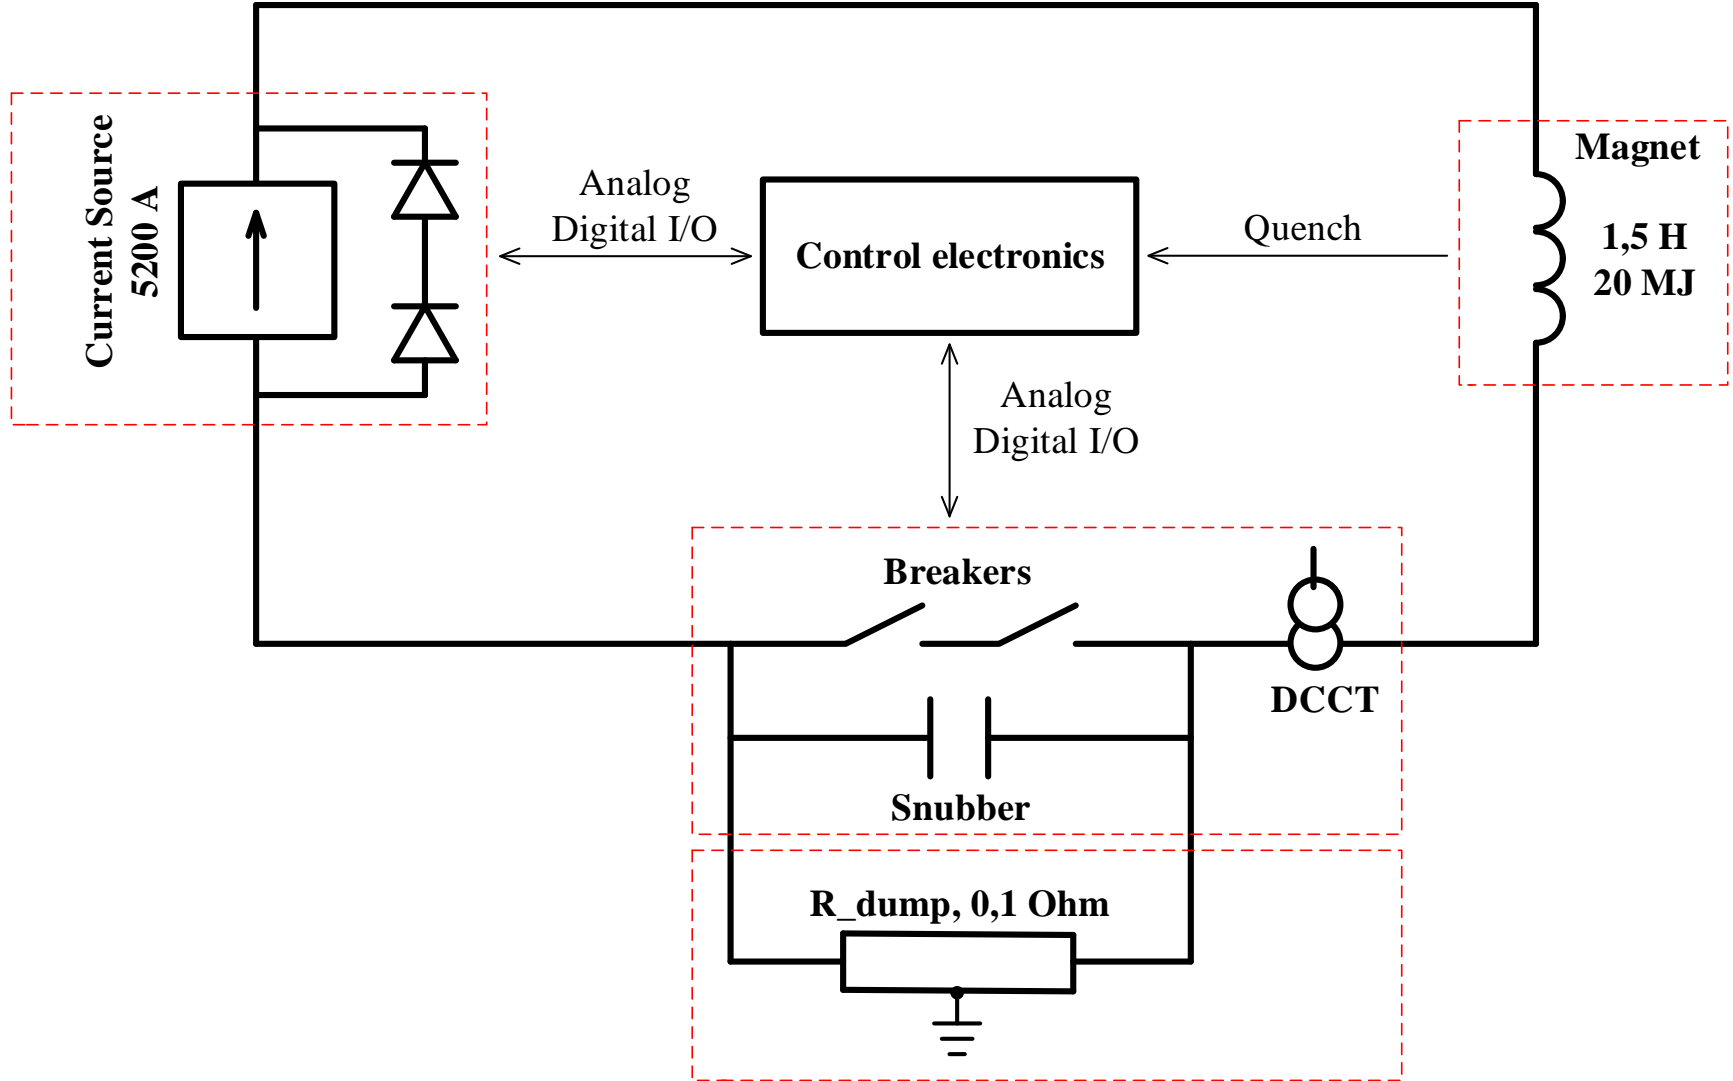 Current Source
5200 A
Analog
Digital I/O
Control electronics
Quench
Magnet
1,5 H
20 MJ
Analog
Digital I/O
Breakers
DCCT
Snubber
R_dump, 0,1 Ohm